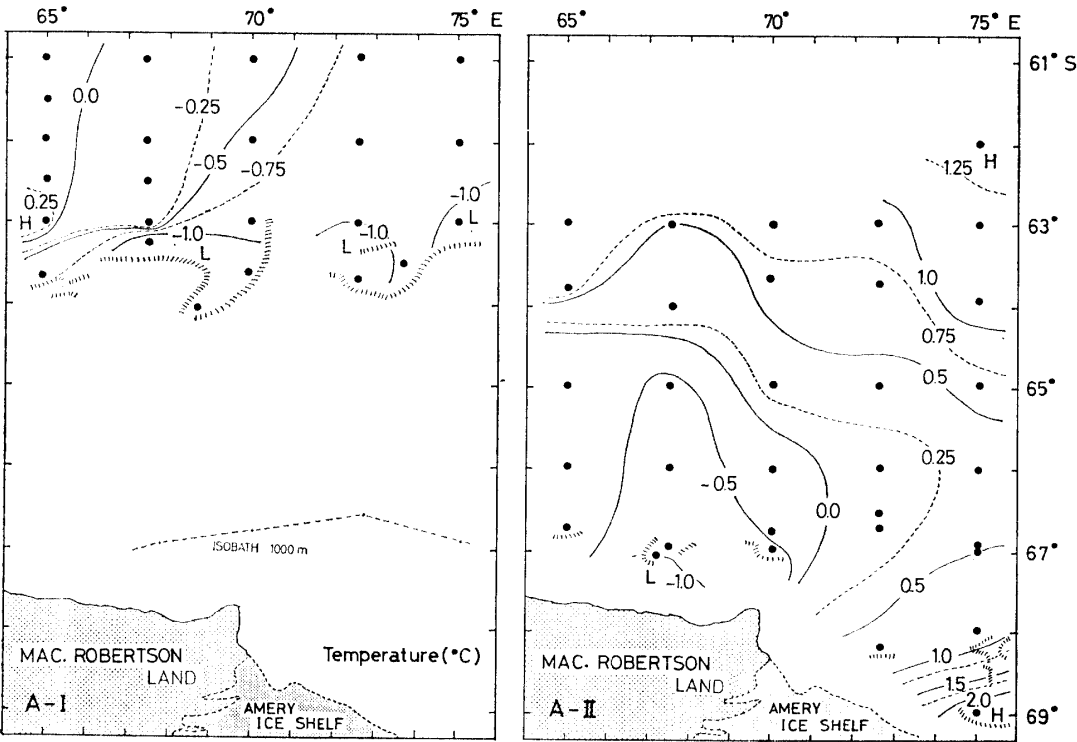 65° 70° 75° E
0.0
-0.25
-0.5
-0.75
0.25
H
-1.0
L
-1.0
L
L
-1.0
ISOBATH 1000 m
MAC. ROBERTSON
LAND
Temperature (°C)
A-I
AMERY
ICE SHELF
65° 70° 75° E
61° S
H
1.25
63°
1.0
0.75
0.5
65°
0.25
-0.5
0.0
67°
L
-1.0
0.5
1.0
1.5
2.0
H
69°
MAC. ROBERTSON
LAND
A-II
AMERY
ICE SHELF